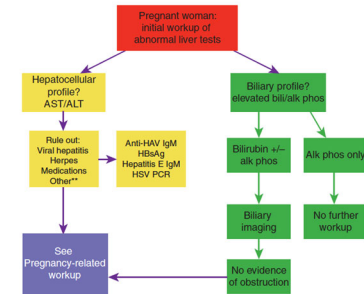 Pregnant woman:
initial workup of
abnormal liver tests
Hepatocellular
profile?
AST/ALT
Biliary profile?
elevated bili/alk phos
Rule out:
Viral hepatitis
Herpes
Medications
Other**
Anti-HAV IgM
HBsAg
Hepatitis E IgM
HSV PCR
Bilirubin +/–
alk phos
Alk phos only
Biliary
imaging
No further
workup
See
Pregnancy-related
workup
No evidence
of obstruction